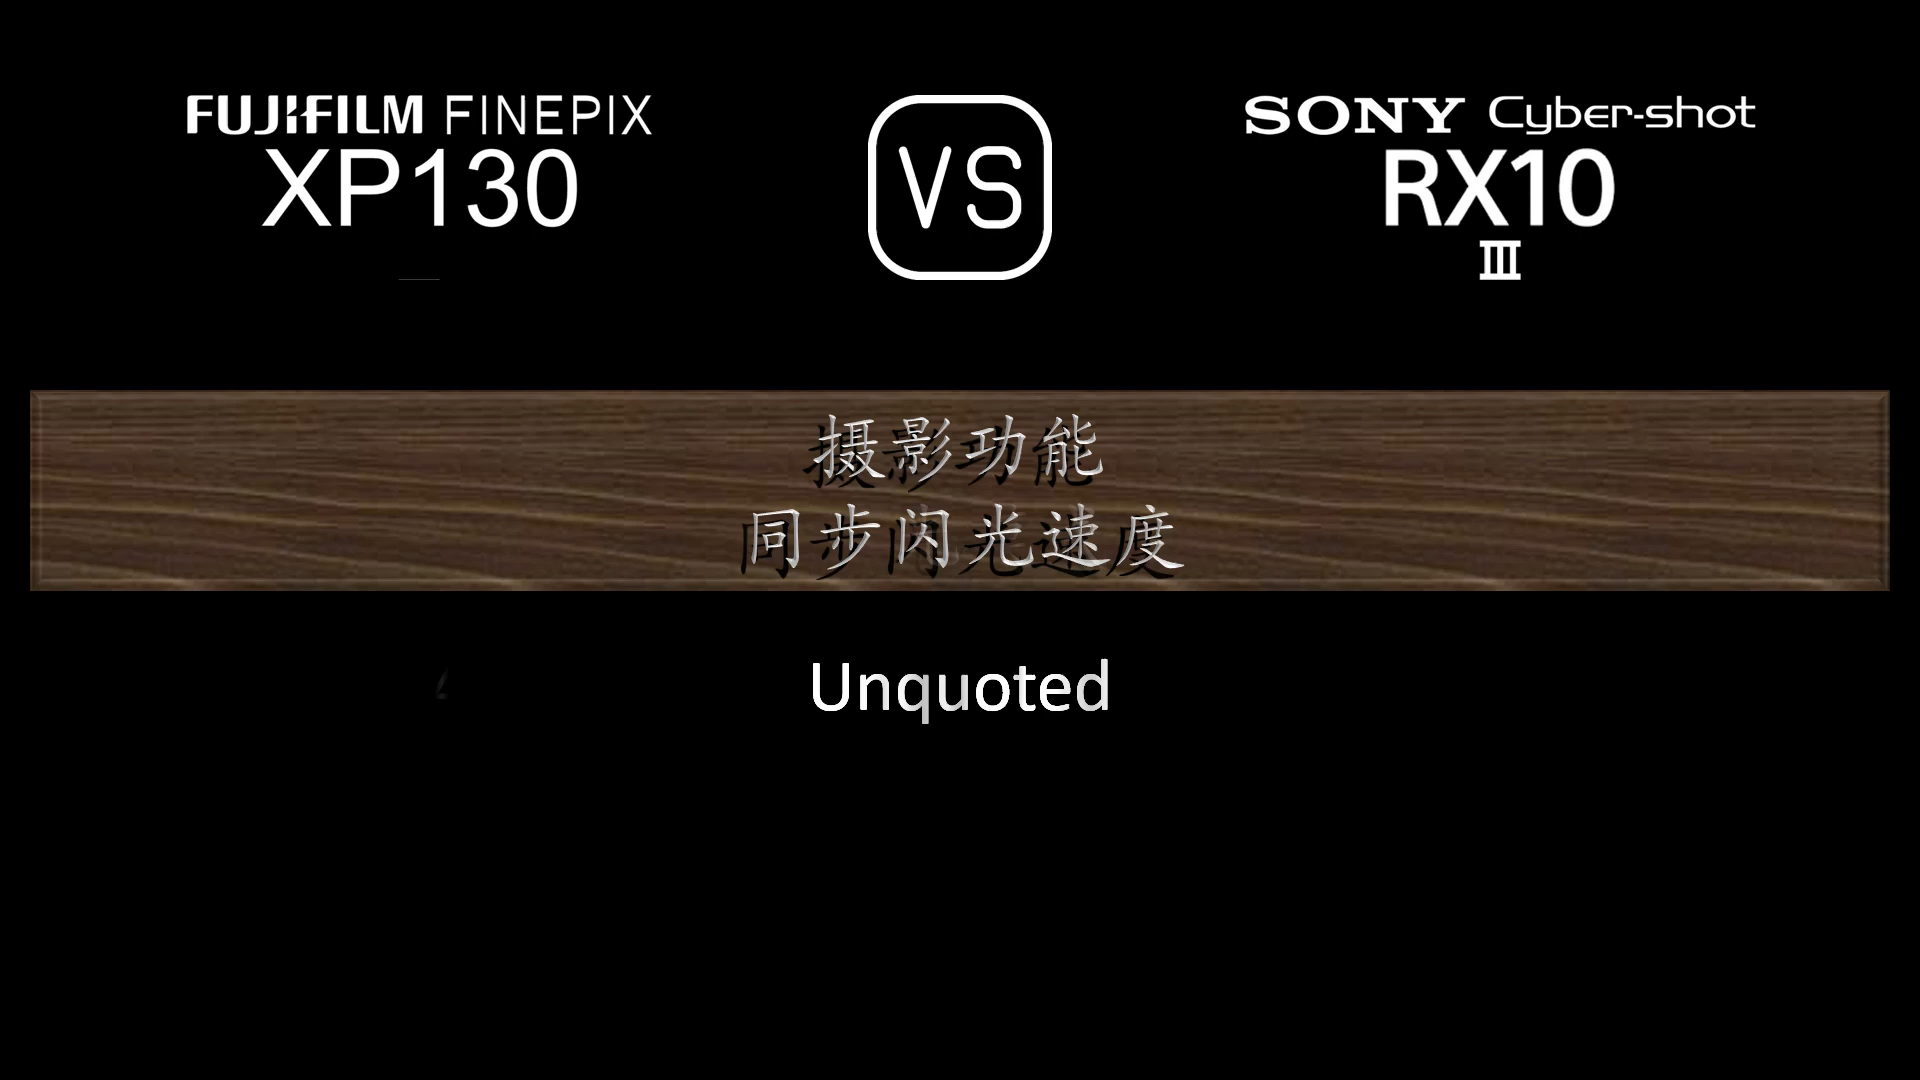 FUJIFILM FINEPIX
XP130
VS
SONY Cyber-shot
RX10
III
摄影功能
同步闪光速度
Unquoted